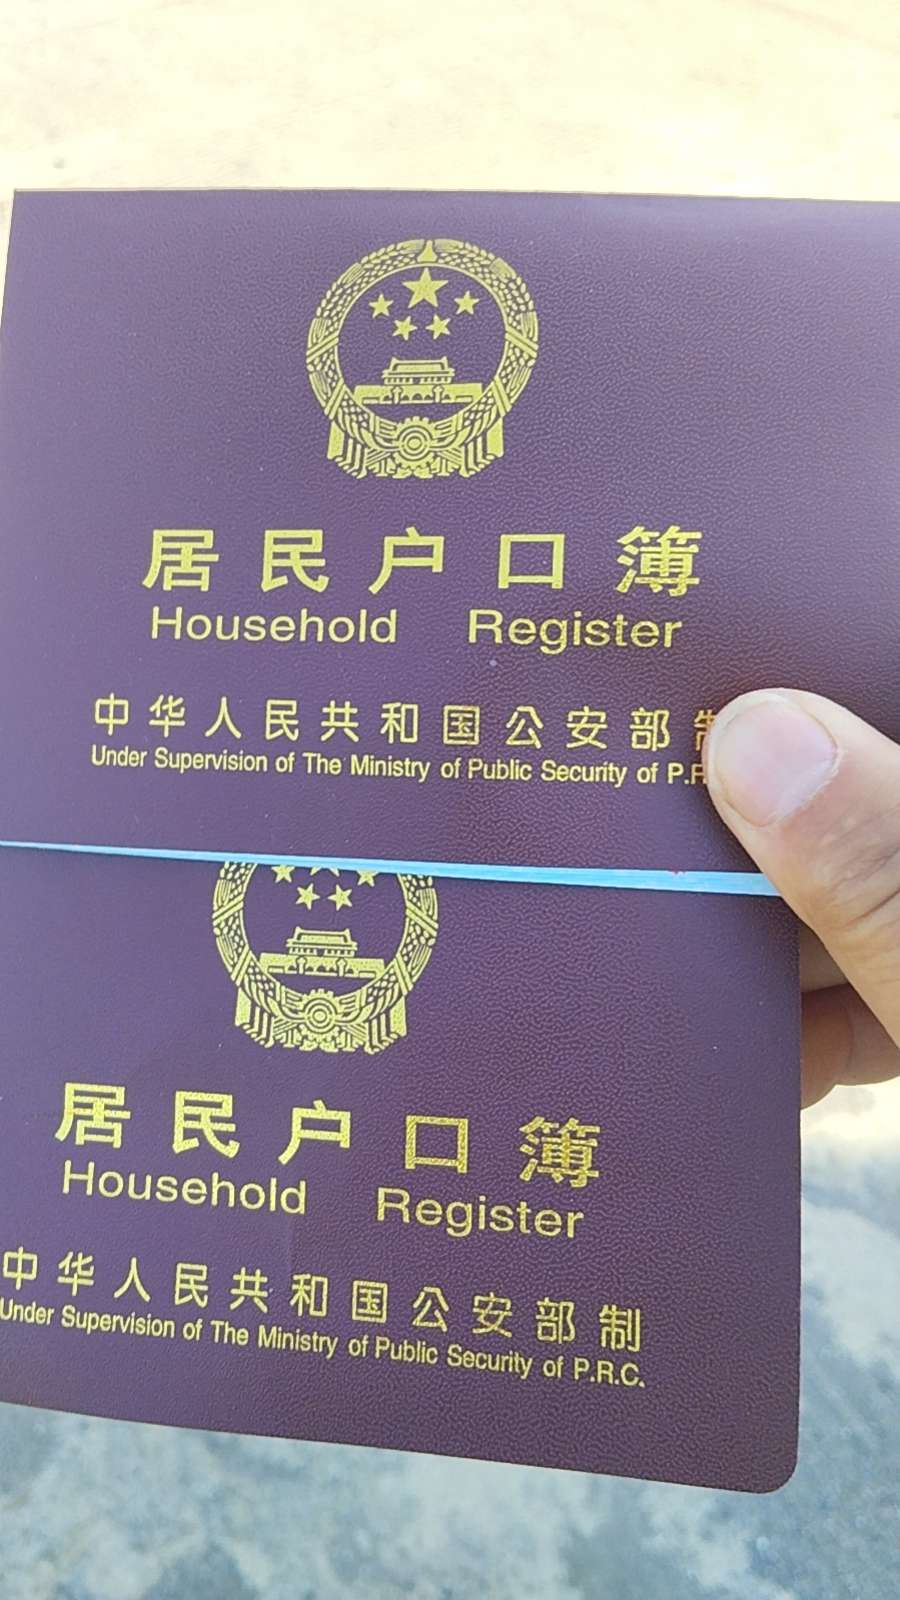 居民户口簿
Household Register
中华人民共和国公安部制
Under Supervision of The Ministry of Public Security of P.R
居民户口簿
Household Register
中华人民共和国公安部制
Under Supervision of The Ministry of Public Security of P.R.C.